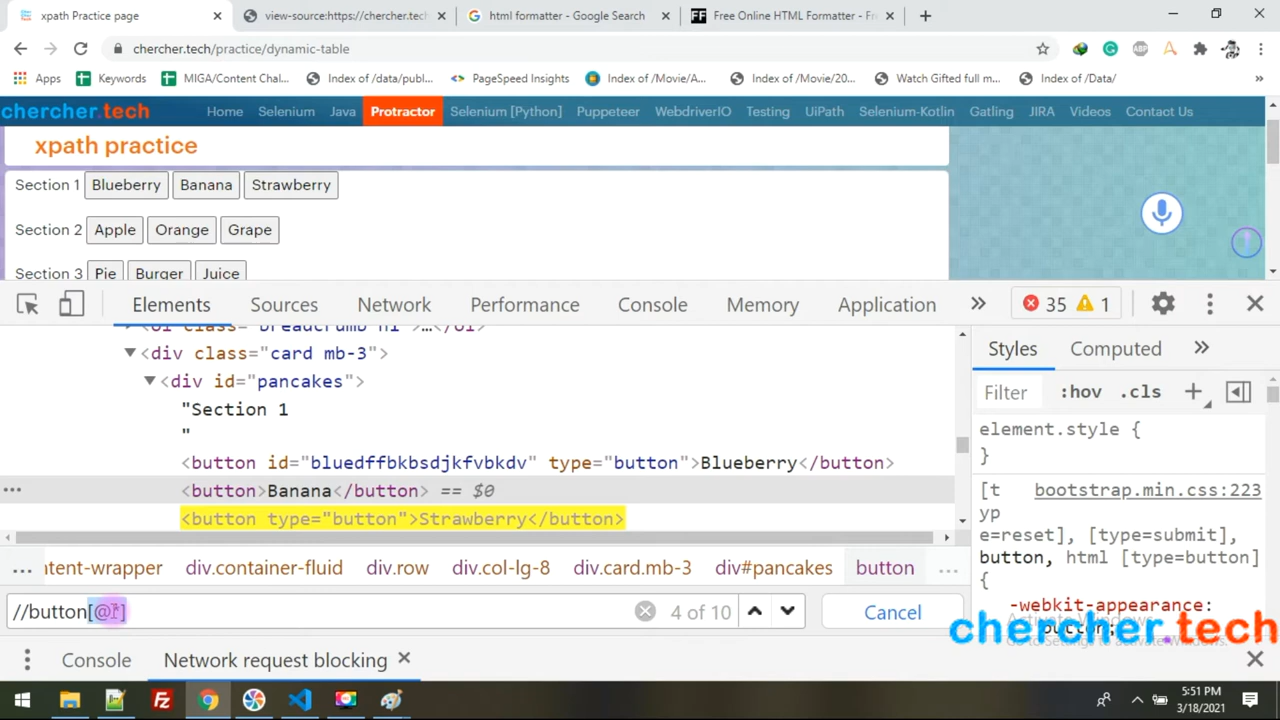 xpath Practice page
view-source:https://chercher.tec
html formatter - Google Search
Free Online HTML Formatter - Fr
chercher.tech/practice/dynamic-table
ABP
Apps
Keywords
MIGA/Content Chal...
Index of /data/publ...
PageSpeed Insights
Index of /Movie/A...
Index of /Movie/20...
Watch Gifted full m...
Index of /Data/
»
chercher.tech
Home
Selenium
Java
Protractor
Selenium [Python]
Puppeteer
WebdriverIO
Testing
UiPath
Selenium-Kotlin
Gatling
JIRA
Videos
Contact Us
xpath practice
Section 1 Blueberry Banana Strawberry
Section 2 Apple Orange Grape
Section 3 Pie Burger Juice
Elements
Sources
Network
Performance
Console
Memory
Application
»
35
1
<div class="card mb-3">
<div id="pancakes">
"Section 1
"
<button id="bluedffbkbsdjkfvbkdv" type="button">Blueberry</button>
... <button>Banana</button> == $0
<button type="button">Strawberry</button>
Styles
Computed
»
Filter
:hov
.cls
element.style {
}
[t bootstrap.min.css:223
yp
e=reset], [type=submit],
button, html [type=button]
{
-webkit-appearance:
button;
... ntent-wrapper div.container-fluid div.row div.col-lg-8 div.card.mb-3 div#pancakes button ...
//button[@*]
4 of 10
Cancel
chercher.tech
Console
Network request blocking
5:51 PM
3/18/2021